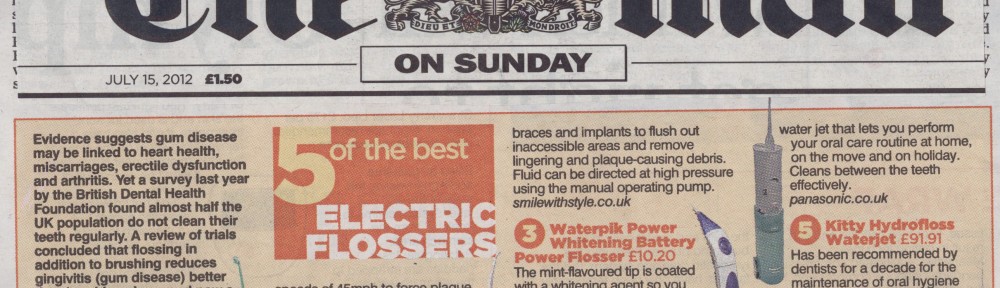 The Mail
DIEU ET MON DROIT
ON SUNDAY
JULY 15, 2012 £1.50
Evidence suggests gum disease
may be linked to heart health,
miscarriages, erectile dysfunction
and arthritis. Yet a survey last year
by the British Dental Health
Foundation found almost half the
UK population do not clean their
teeth regularly. A review of trials
concluded that flossing in
addition to brushing reduces
gingivitis (gum disease) better
5 of the best
ELECTRIC
FLOSSERS
speeds of 45mph to force plaque
braces and implants to flush out
inaccessible areas and remove
lingering and plaque-causing debris.
Fluid can be directed at high pressure
using the manual operating pump.
smilewithstyle.co.uk
3 Waterpik Power
Whitening Battery
Power Flosser £10.20
The mint-flavoured tip is coated
with a whitening agent so you
water jet that lets you perform
your oral care routine at home,
on the move and on holiday.
Cleans between the teeth
effectively.
panasonic.co.uk
5 Kitty Hydrofloss
Waterjet £91.91
Has been recommended by
dentists for a decade for the
maintenance of oral hygiene